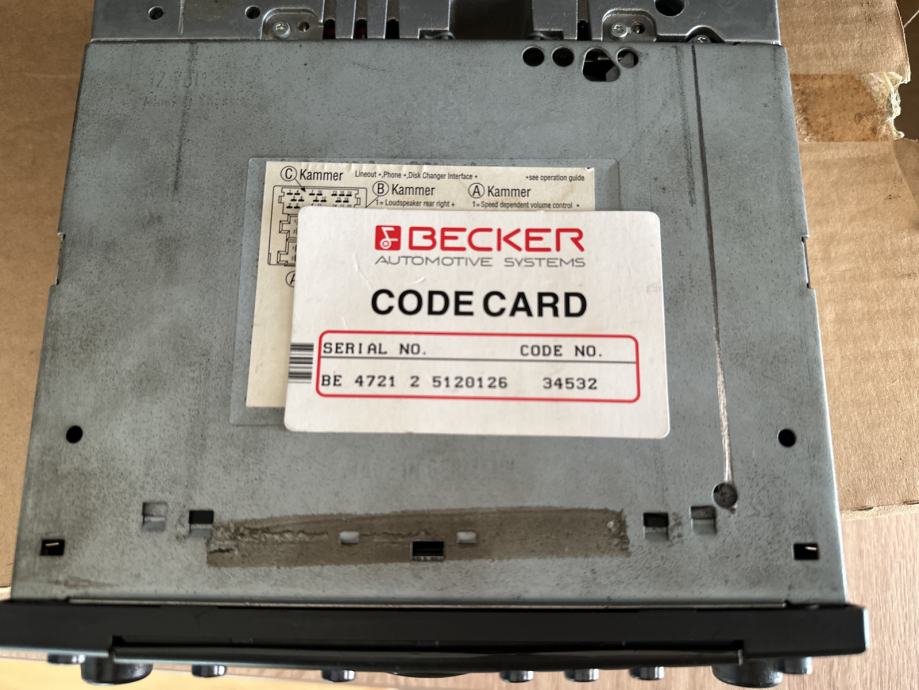 Ⓒ Kammer Lineout •,Phone •,Disk Changer Interface • •see operation guide
Ⓑ Kammer Ⓐ Kammer
1= Loudspeaker rear right + 1= Speed dependent volume control •
BECKER
AUTOMOTIVE SYSTEMS
CODE CARD
SERIAL NO. CODE NO.
BE 4721 2 5120126 34532